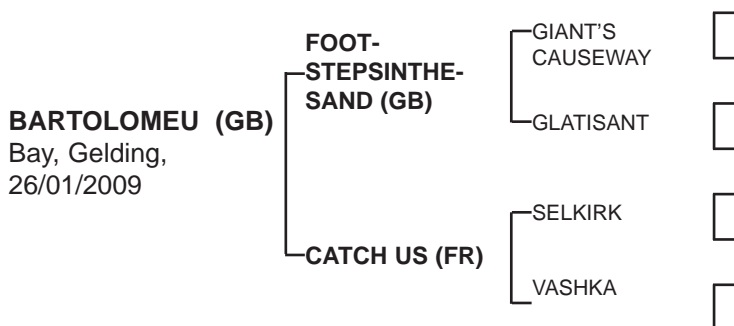 BARTOLOMEU (GB)
Bay, Gelding,
26/01/2009
FOOT-
STEPSINTHE-
SAND (GB)
CATCH US (FR)
GIANT'S
CAUSEWAY
GLATISANT
SELKIRK
VASHKA